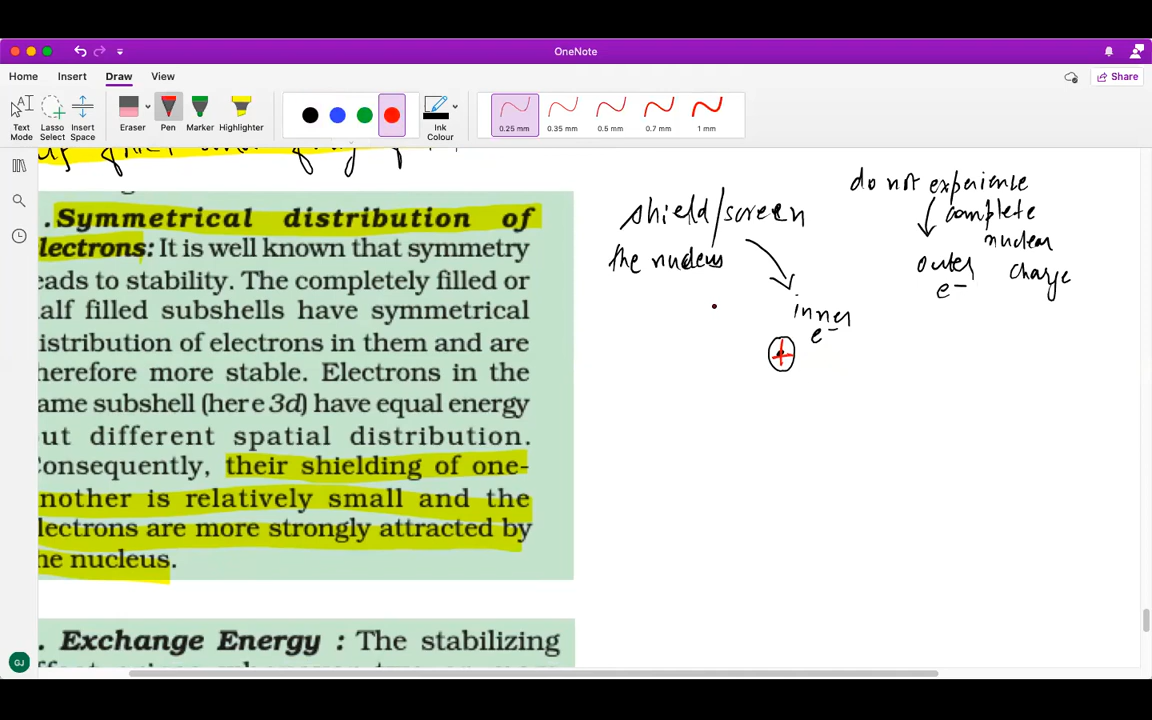 OneNote
Home Insert Draw View
Share
Text Mode
Lasso Select
Insert Space
Eraser
Pen
Marker
Highlighter
Ink Colour
0.25 mm
0.35 mm
0.5 mm
0.7 mm
1 mm
. Symmetrical distribution of
lectrons: It is well known that symmetry
eads to stability. The completely filled or
alf filled subshells have symmetrical
istribution of electrons in them and are
herefore more stable. Electrons in the
ame subshell (here 3d) have equal energy
ut different spatial distribution.
onsequently, their shielding of one-
nother is relatively small and the
lectrons are more strongly attracted by
he nucleus.
. Exchange Energy : The stabilizing
shield/screen
the nucleus
inner
e–
+
do not experience
complete
nuclear
charge
outer
e–
GJ